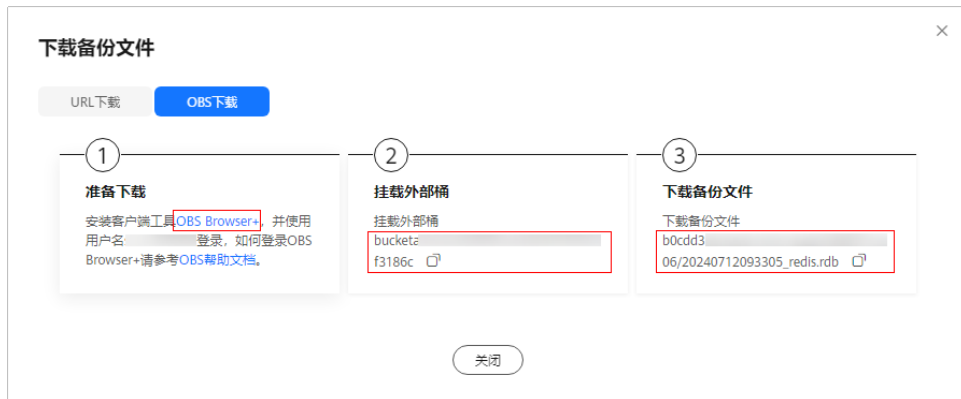 下载备份文件
URL下载
OBS下载
1
准备下载
安装客户端工具OBS Browser+，并使用
用户名 登录，如何登录OBS
Browser+请参考OBS帮助文档。
2
挂载外部桶
挂载外部桶
bucketa
f3186c
3
下载备份文件
下载备份文件
b0cdd3
06/20240712093305_redis.rdb
关闭